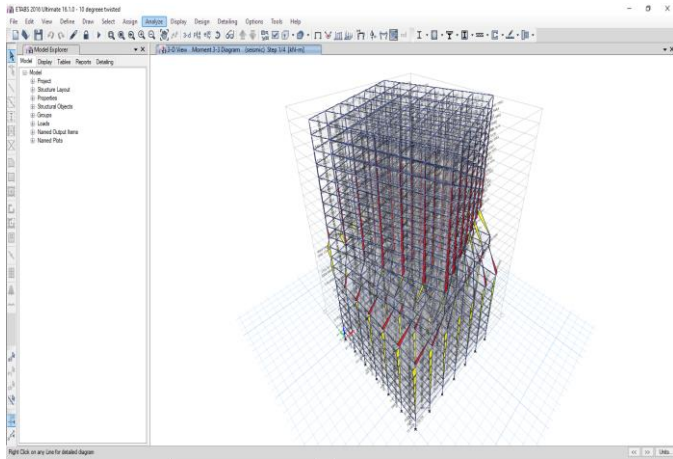 ETABS 2016 Ultimate 16.1.0 - 10 degree twisted
File Edit View Define Draw Select Assign Analyze Display Design Detailing Options Tools Help
Model Explorer
3-D View Moment 3-3 Diagram (seismic) Step 1/4 [kN-m]
Model Display Tables Reports Detailing
Model
Project
Structure Layout
Properties
Structural Objects
Groups
Loads
Named Output Items
Named Plots
Right Click on any Line for detailed diagram
Units...